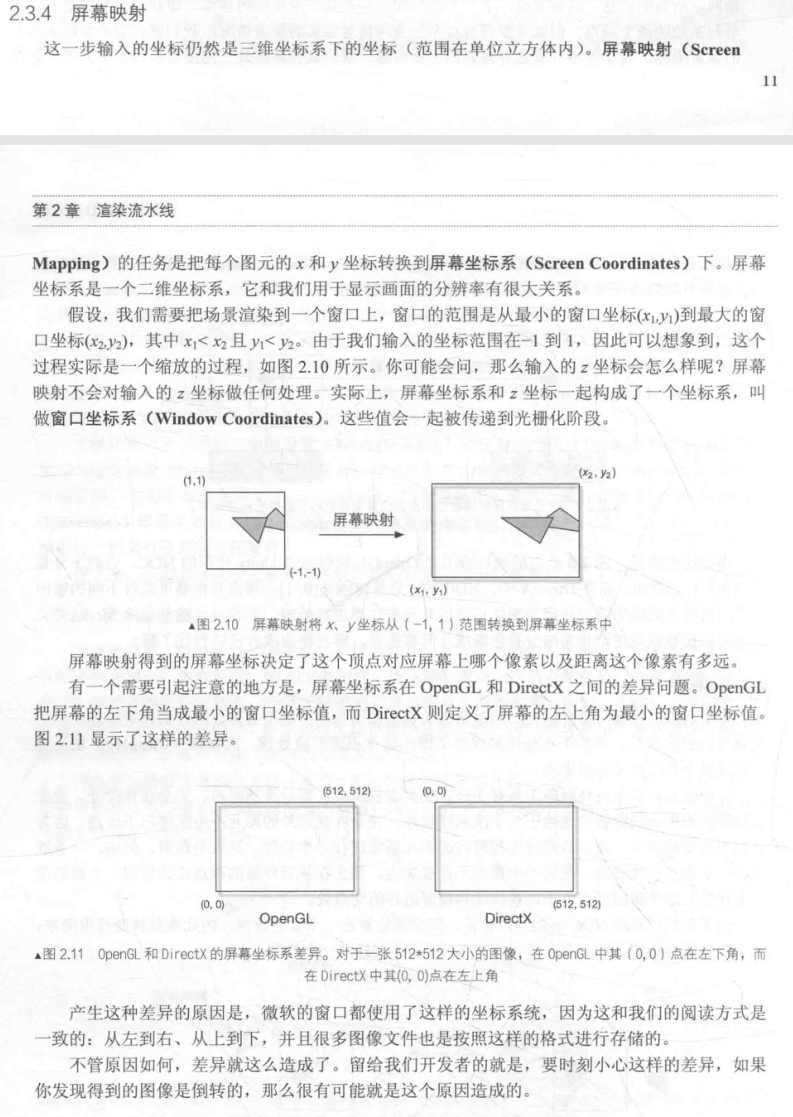 2.3.4 屏幕映射
这一步输入的坐标仍然是三维坐标系下的坐标（范围在单位立方体内）。屏幕映射（Screen
11
第 2 章 渲染流水线
Mapping）的任务是把每个图元的 x 和 y 坐标转换到屏幕坐标系（Screen Coordinates）下。屏幕
坐标系是一个二维坐标系，它和我们用于显示画面的分辨率有很大关系。
假设，我们需要把场景渲染到一个窗口上，窗口的范围是从最小的窗口坐标(x₁,y₁)到最大的窗
口坐标(x₂,y₂)，其中 x₁< x₂ 且 y₁< y₂。由于我们输入的坐标范围在−1 到 1，因此可以想象到，这个
过程实际是一个缩放的过程，如图 2.10 所示。你可能会问，那么输入的 z 坐标会怎么样呢？屏幕
映射不会对输入的 z 坐标做任何处理。实际上，屏幕坐标系和 z 坐标一起构成了一个坐标系，叫
做窗口坐标系（Window Coordinates）。这些值会一起被传递到光栅化阶段。
(1,1)
(x₂, y₂)
屏幕映射
(-1,-1)
(x₁, y₁)
▲图 2.10 屏幕映射将 x、y 坐标从（-1, 1）范围转换到屏幕坐标系中
屏幕映射得到的屏幕坐标决定了这个顶点对应屏幕上哪个像素以及距离这个像素有多远。
有一个需要引起注意的地方是，屏幕坐标系在 OpenGL 和 DirectX 之间的差异问题。OpenGL
把屏幕的左下角当成最小的窗口坐标值，而 DirectX 则定义了屏幕的左上角为最小的窗口坐标值。
图 2.11 显示了这样的差异。
(512, 512)
(0, 0)
(0, 0)
(512, 512)
OpenGL
DirectX
▲图 2.11 OpenGL 和 DirectX 的屏幕坐标系差异。对于一张 512*512 大小的图像，在 OpenGL 中其（0, 0）点在左下角，而
在 DirectX 中其(0, 0)点在左上角
产生这种差异的原因是，微软的窗口都使用了这样的坐标系统，因为这和我们的阅读方式是
一致的：从左到右、从上到下，并且很多图像文件也是按照这样的格式进行存储的。
不管原因如何，差异就这么造成了。留给我们开发者的就是，要时刻小心这样的差异，如果
你发现得到的图像是倒转的，那么很有可能就是这个原因造成的。